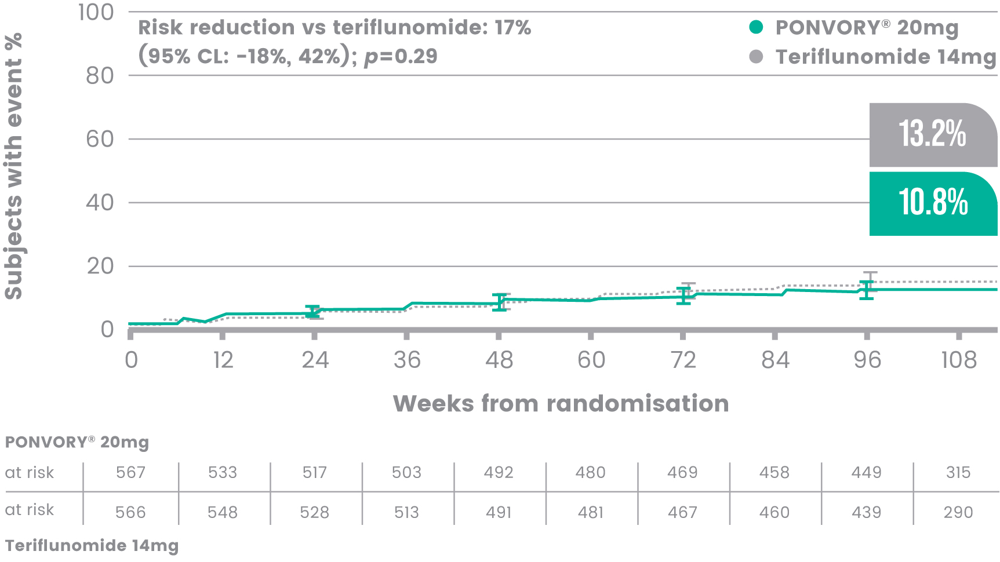 Subjects with event %
100
80
60
40
20
0
Risk reduction vs teriflunomide: 17%
(95% CL: -18%, 42%); p=0.29
PONVORY® 20mg
Teriflunomide 14mg
13.2%
10.8%
0 12 24 36 48 60 72 84 96 108
Weeks from randomisation
PONVORY® 20mg
at risk 567 533 517 503 492 480 469 458 449 315
at risk 566 548 528 513 491 481 467 460 439 290
Teriflunomide 14mg